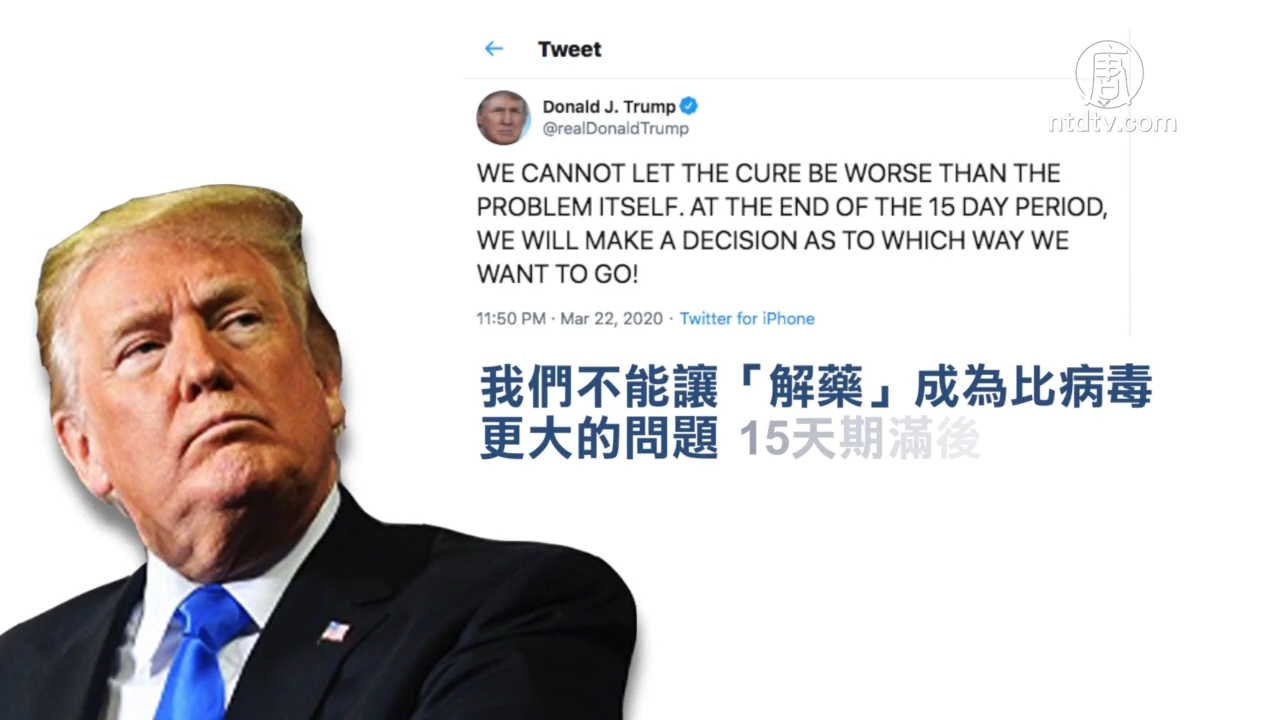 Tweet
Donald J. Trump
@realDonaldTrump
WE CANNOT LET THE CURE BE WORSE THAN THE
PROBLEM ITSELF. AT THE END OF THE 15 DAY PERIOD,
WE WILL MAKE A DECISION AS TO WHICH WAY WE
WANT TO GO!
11:50 PM · Mar 22, 2020 · Twitter for iPhone
唐
ntdtv.com
我們不能讓「解藥」成為比病毒
更大的問題 15天期滿後